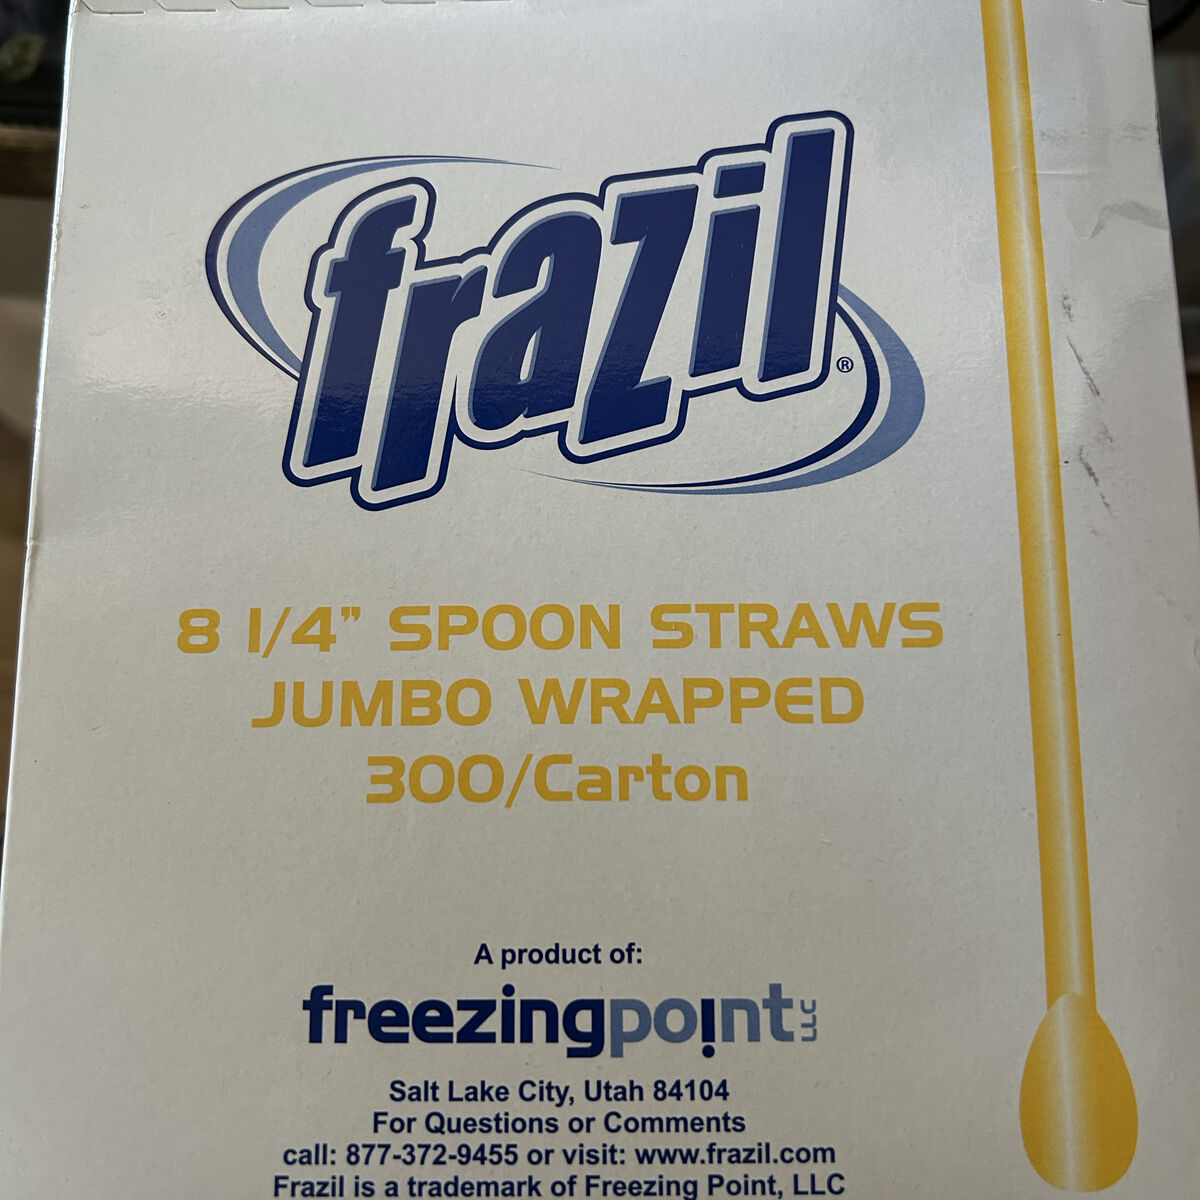 frazil®
8 1/4” SPOON STRAWS
JUMBO WRAPPED
300/Carton
A product of:
freezingpoint LLC
Salt Lake City, Utah 84104
For Questions or Comments
call: 877-372-9455 or visit: www.frazil.com
Frazil is a trademark of Freezing Point, LLC